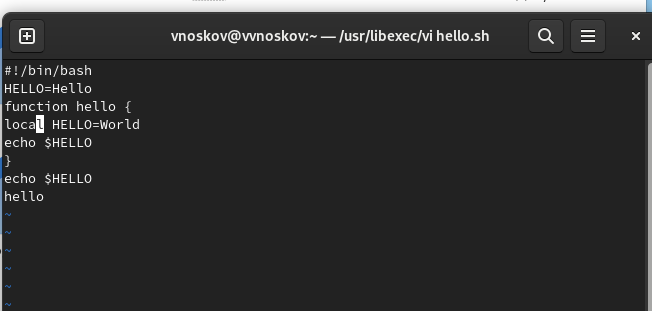 vnoskov@vvnoskov:~ — /usr/libexec/vi hello.sh
#!/bin/bash
HELLO=Hello
function hello {
local HELLO=World
echo $HELLO
}
echo $HELLO
hello
~
~
~
~
~
~